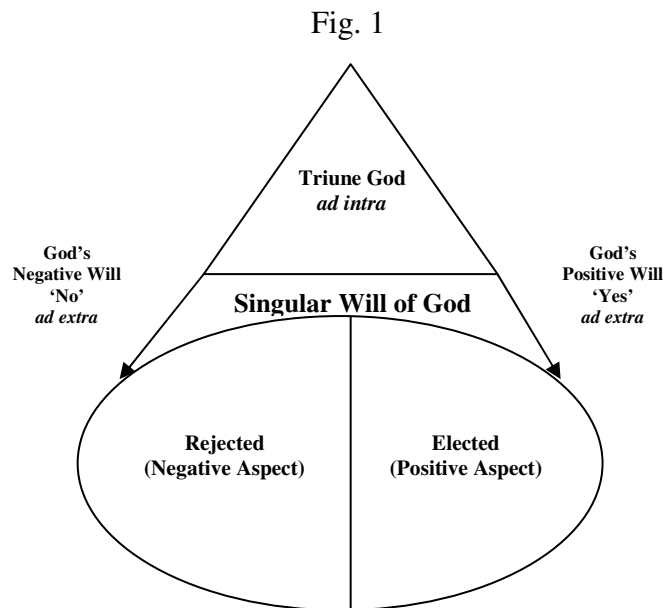 Fig. 1
Triune God
ad intra
God's
Negative Will
‘No’
ad extra
God's
Positive Will
‘Yes’
ad extra
Singular Will of God
Rejected
(Negative Aspect)
Elected
(Positive Aspect)